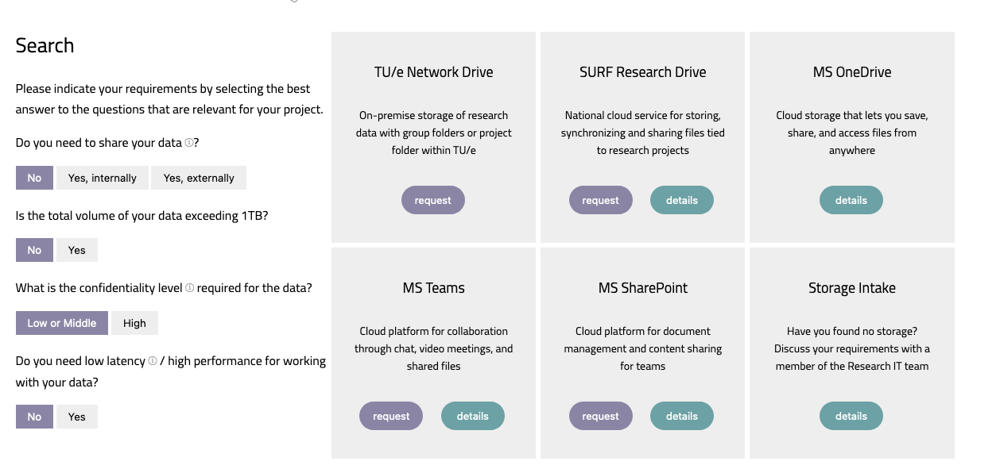 Search
Please indicate your requirements by selecting the best
answer to the questions that are relevant for your project.
Do you need to share your data ⓘ?
No
Yes, internally
Yes, externally
Is the total volume of your data exceeding 1TB?
No
Yes
What is the confidentiality level ⓘ required for the data?
Low or Middle
High
Do you need low latency ⓘ / high performance for working
with your data?
No
Yes
TU/e Network Drive
On-premise storage of research
data with group folders or project
folder within TU/e
request
SURF Research Drive
National cloud service for storing,
synchronizing and sharing files tied
to research projects
request
details
MS OneDrive
Cloud storage that lets you save,
share, and access files from
anywhere
details
MS Teams
Cloud platform for collaboration
through chat, video meetings, and
shared files
request
details
MS SharePoint
Cloud platform for document
management and content sharing
for teams
request
details
Storage Intake
Have you found no storage?
Discuss your requirements with a
member of the Research IT team
details